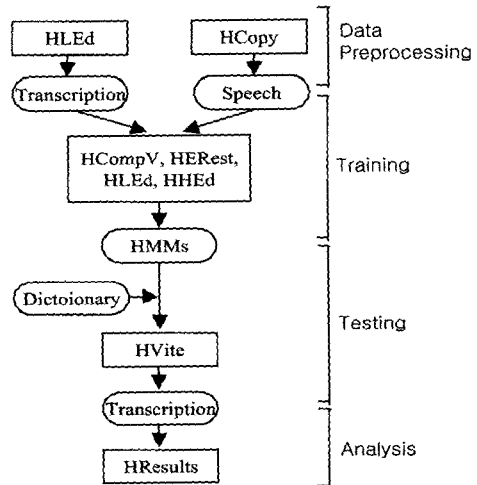 HLEd
HCopy
Data
Preprocessing
Transcription
Speech
HCompV, HERest,
HLEd, HHEd
Training
HMMs
Dictoionary
Testing
HVite
Transcription
Analysis
HResults